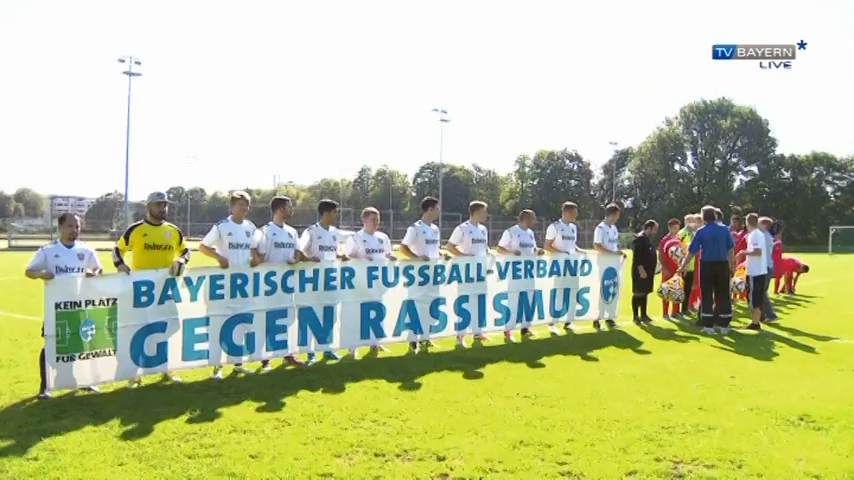 TV BAYERN*
LIVE
BAYERISCHER FUSSBALL-VERBAND
GEGEN RASSISMUS
KEIN PLATZ
FÜR GEWALT